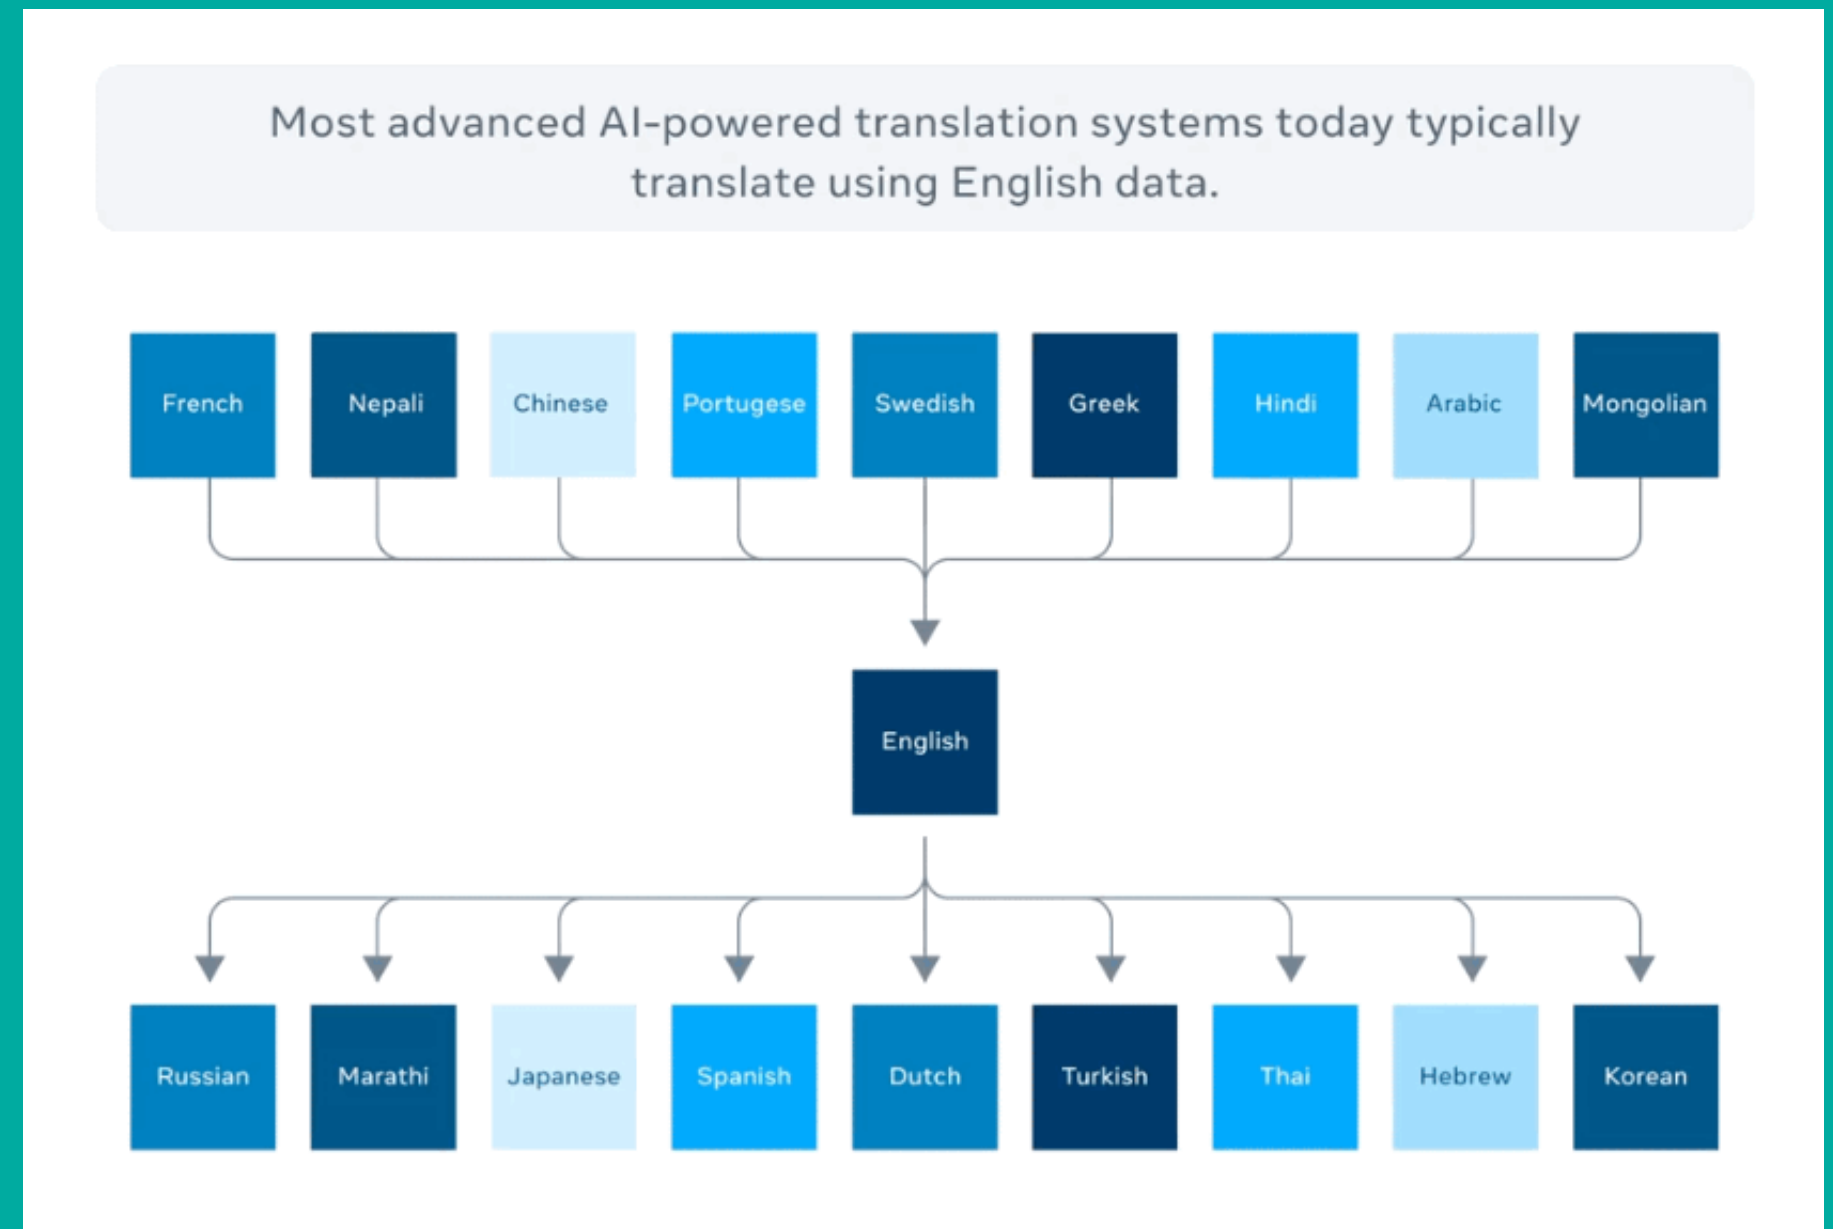 Most advanced AI-powered translation systems today typically
translate using English data.
French
Nepali
Chinese
Portugese
Swedish
Greek
Hindi
Arabic
Mongolian
English
Russian
Marathi
Japanese
Spanish
Dutch
Turkish
Thai
Hebrew
Korean